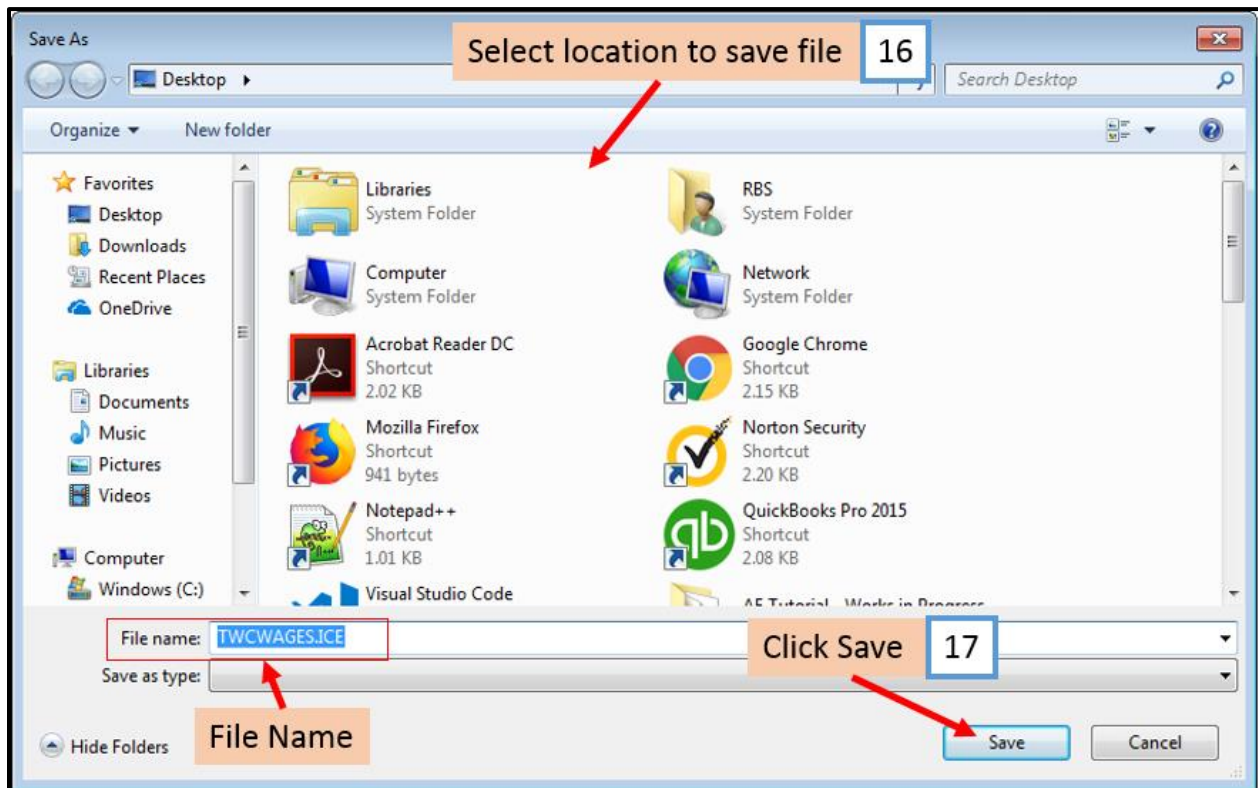 Save As
Select location to save file 16
Desktop
Search Desktop
Organize
New folder
Favorites
Desktop
Downloads
Recent Places
OneDrive
Libraries
Documents
Music
Pictures
Videos
Computer
Windows (C:)
Libraries
System Folder
RBS
System Folder
Computer
System Folder
Network
System Folder
Acrobat Reader DC
Shortcut
2.02 KB
Google Chrome
Shortcut
2.15 KB
Mozilla Firefox
Shortcut
941 bytes
Norton Security
Shortcut
2.20 KB
Notepad++
Shortcut
1.01 KB
QuickBooks Pro 2015
Shortcut
2.08 KB
Visual Studio Code
Tutorial Works in Progress
File name: TWCWAGES.ICE
Save as type:
Click Save 17
File Name
Hide Folders
Save
Cancel